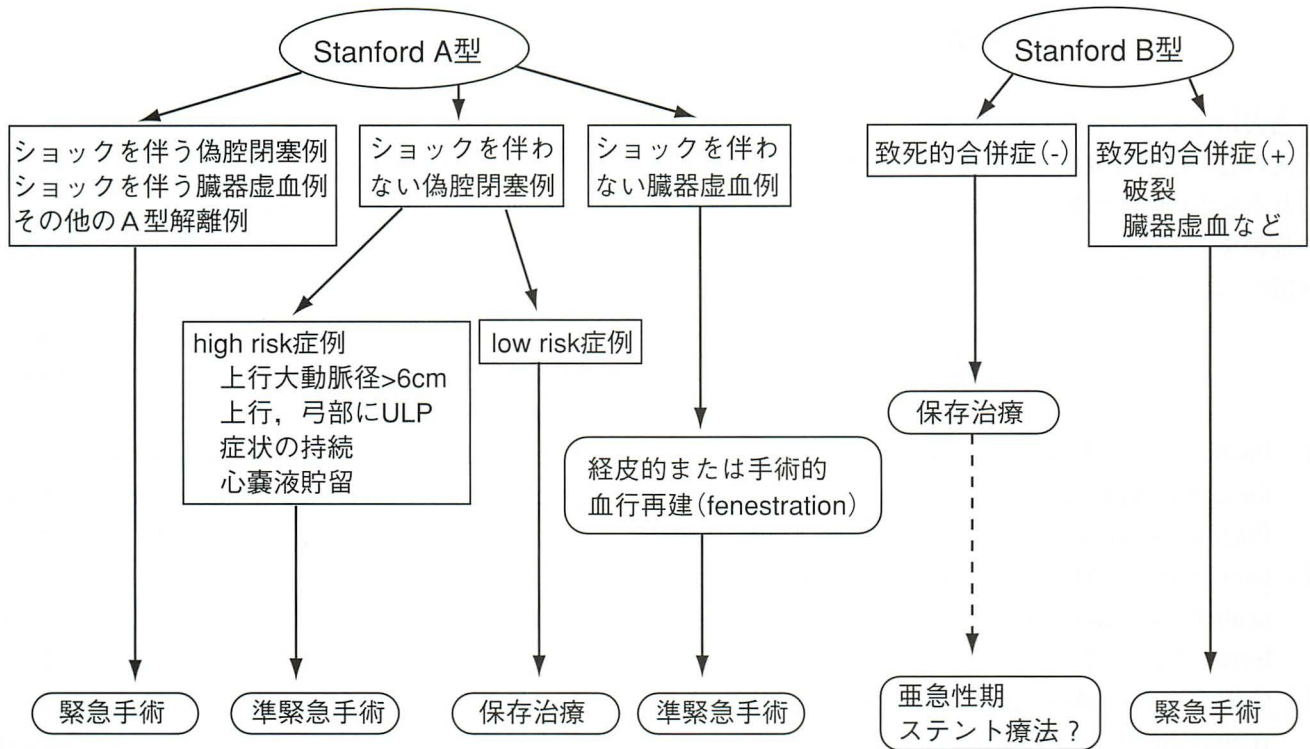 Stanford A型
ショックを伴う偽腔閉塞例
ショックを伴う臓器虚血例
その他のA型解離例
ショックを伴わ
ない偽腔閉塞例
ショックを伴わ
ない臓器虚血例
high risk症例
上行大動脈径>6cm
上行，弓部にULP
症状の持続
心嚢液貯留
low risk症例
経皮的または手術的
血行再建（fenestration）
緊急手術
準緊急手術
保存治療
準緊急手術
Stanford B型
致死的合併症(-)
致死的合併症(+)
破裂
臓器虚血など
保存治療
亜急性期
ステント療法？
緊急手術